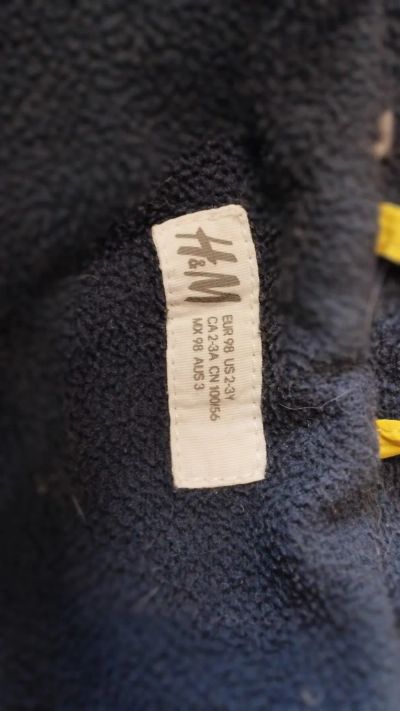 H&M
EUR 98 US 2-3Y
CA 2-3A CN 100/56
MX 98 AUS 3